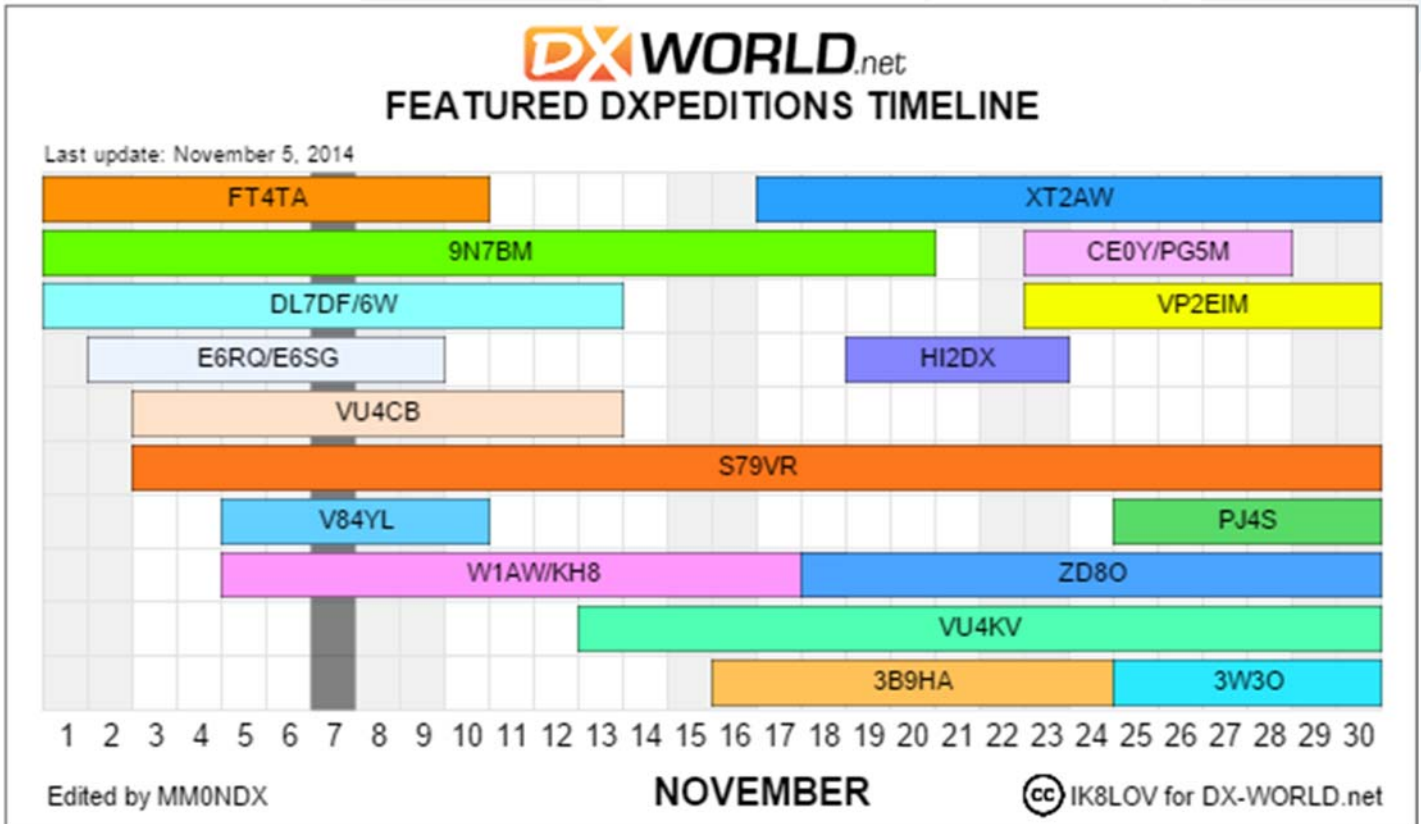 DX WORLD.net
FEATURED DXPEDITIONS TIMELINE
Last update: November 5, 2014
FT4TA XT2AW
9N7BM CE0Y/PG5M
DL7DF/6W VP2EIM
E6RQ/E6SG HI2DX
VU4CB
S79VR
V84YL PJ4S
W1AW/KH8 ZD8O
VU4KV
3B9HA 3W3O
1 2 3 4 5 6 7 8 9 10 11 12 13 14 15 16 17 18 19 20 21 22 23 24 25 26 27 28 29 30
Edited by MM0NDX NOVEMBER cc IK8LOV for DX-WORLD.net